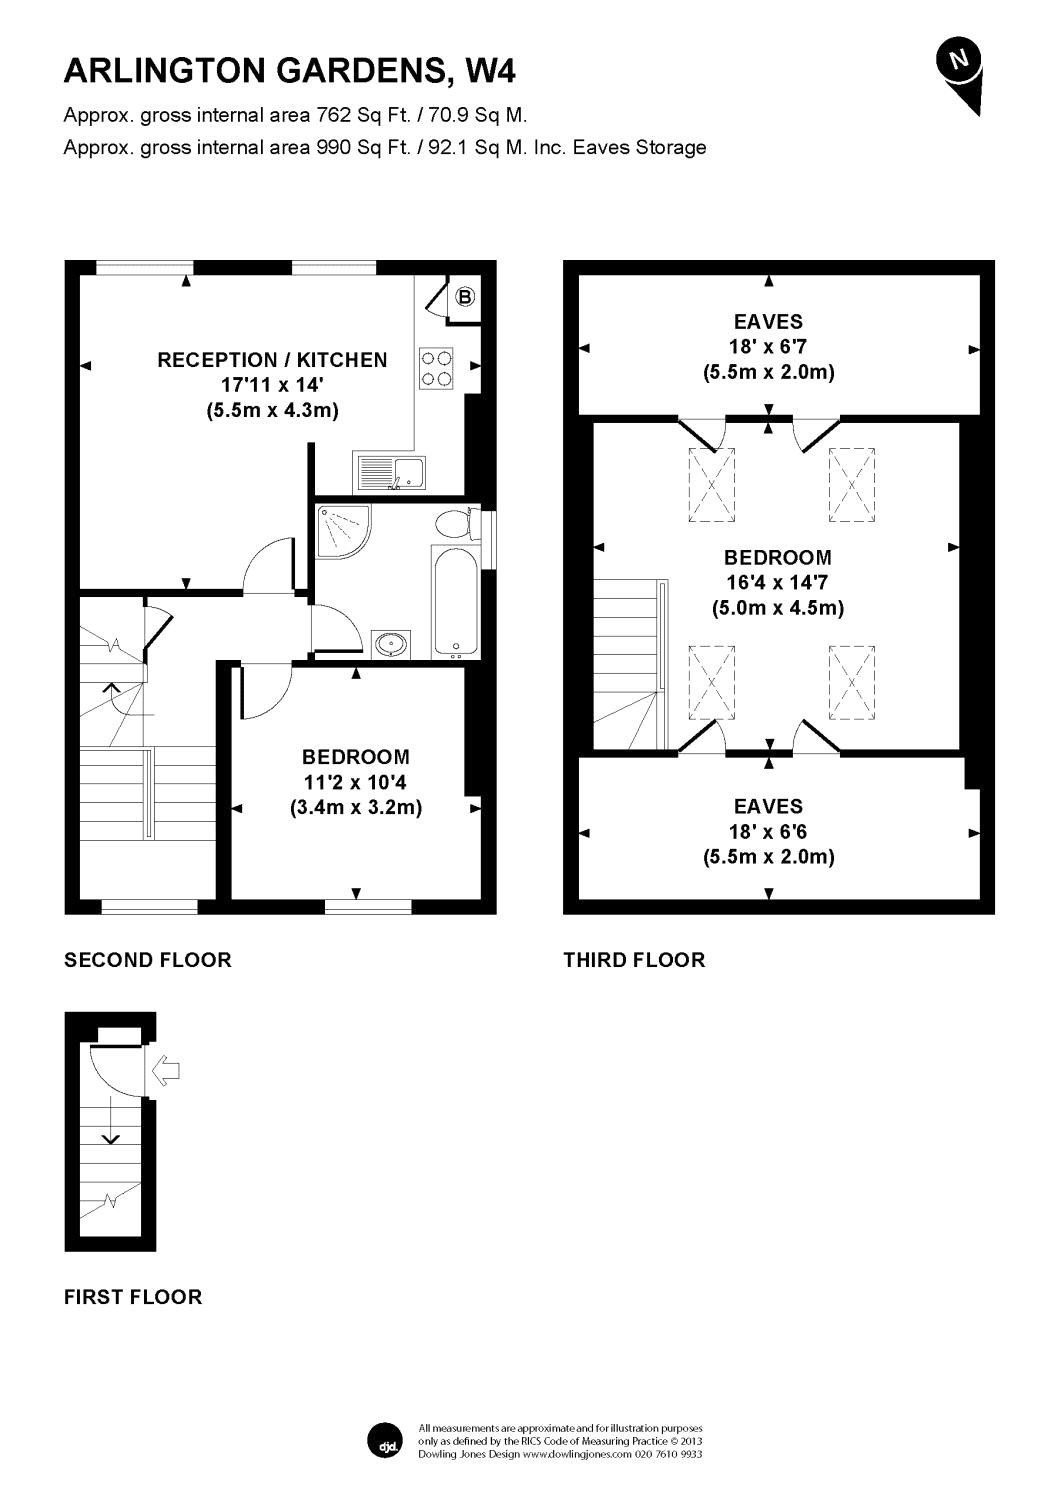 ARLINGTON GARDENS, W4
N
Approx. gross internal area 762 Sq Ft. / 70.9 Sq M.
Approx. gross internal area 990 Sq Ft. / 92.1 Sq M. Inc. Eaves Storage
B
RECEPTION / KITCHEN
17'11 x 14'
(5.5m x 4.3m)
BEDROOM
11'2 x 10'4
(3.4m x 3.2m)
SECOND FLOOR
EAVES
18' x 6'7
(5.5m x 2.0m)
BEDROOM
16'4 x 14'7
(5.0m x 4.5m)
EAVES
18' x 6'6
(5.5m x 2.0m)
THIRD FLOOR
FIRST FLOOR
djd.
All measurements are approximate and for illustration purposes
only as defined by the RICS Code of Measuring Practice © 2013
Dowling Jones Design www.dowlingjones.com 020 7610 9933